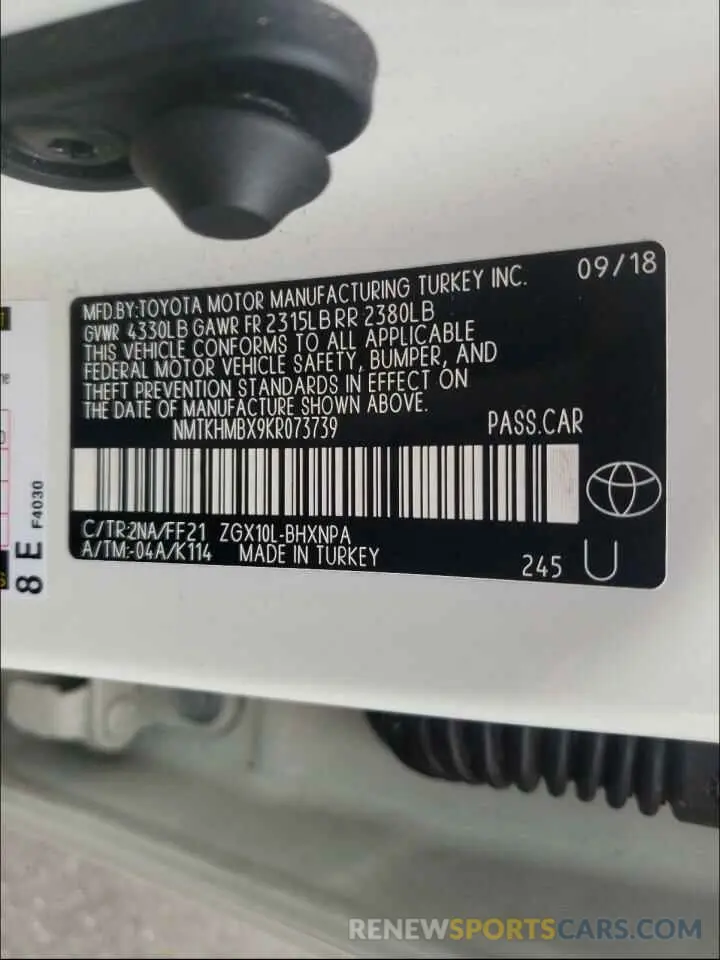 MFD.BY:TOYOTA MOTOR MANUFACTURING TURKEY INC. 09/18
GVWR 4330LB GAWR FR 2315LB RR 2380LB
THIS VEHICLE CONFORMS TO ALL APPLICABLE
FEDERAL MOTOR VEHICLE SAFETY, BUMPER, AND
THEFT PREVENTION STANDARDS IN EFFECT ON
THE DATE OF MANUFACTURE SHOWN ABOVE.
NMTKHMBX9KR073739 PASS.CAR
C/TR:2NA/FF21 ZGX10L-BHXNPA
A/TM:-04A/K114 MADE IN TURKEY 245 U
8 E F4030
RENEWSPORTSCARS.COM